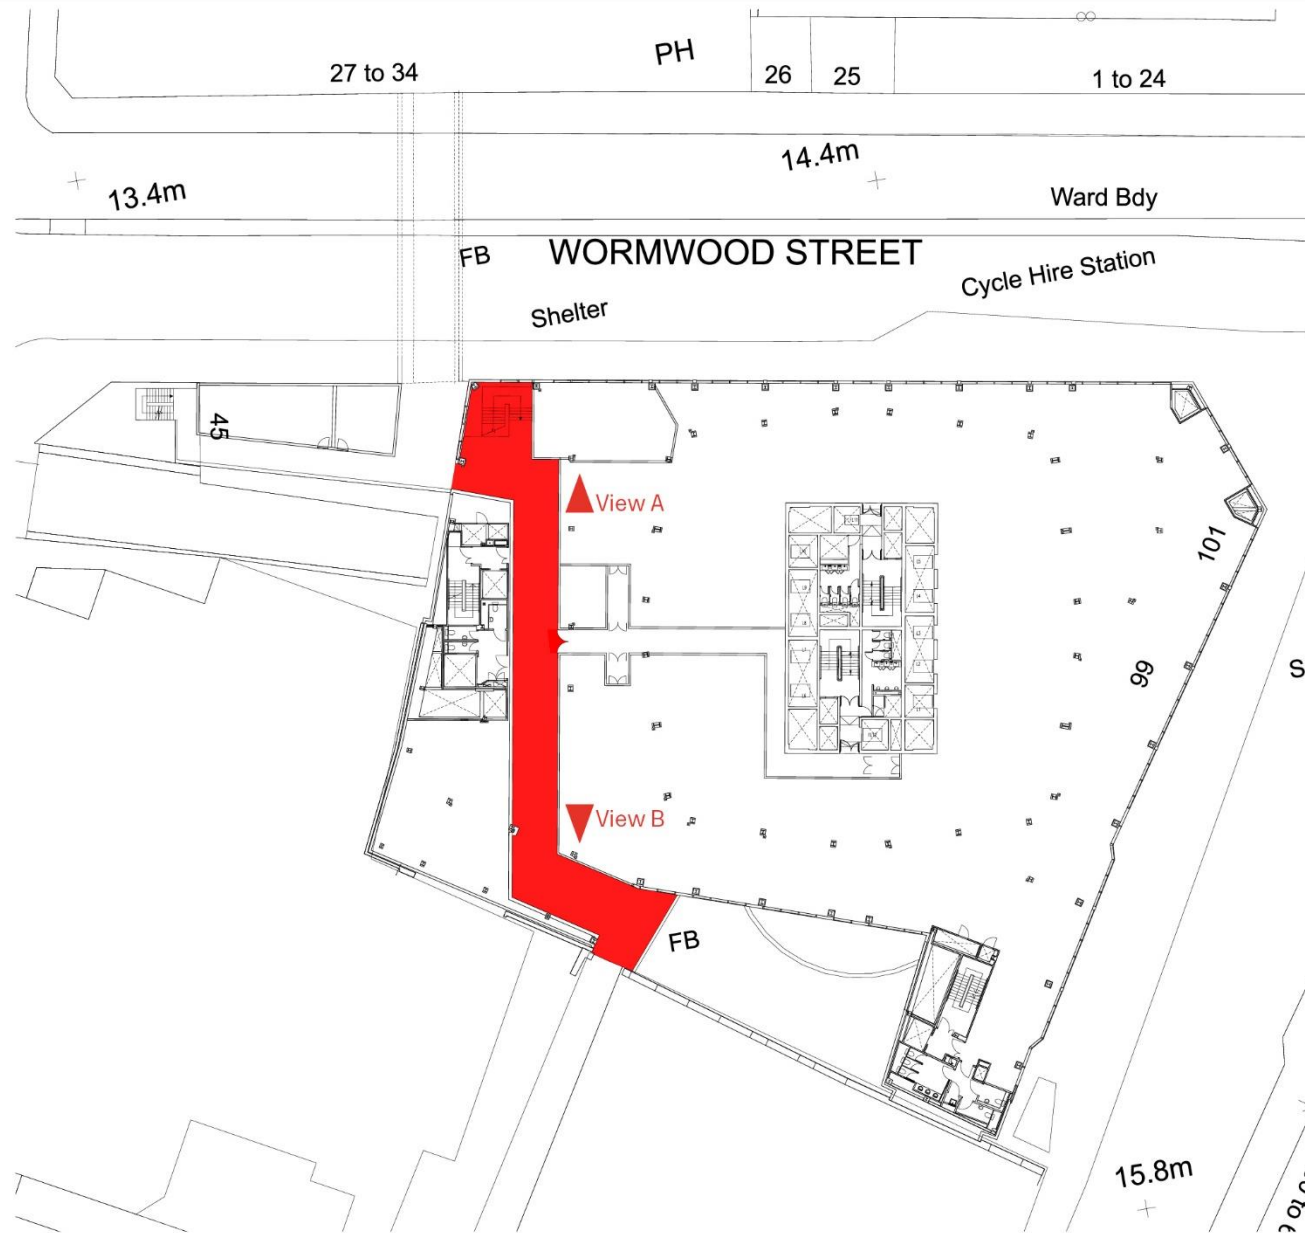 27 to 34
PH
26
25
1 to 24
13.4m
14.4m
Ward Bdy
FB
WORMWOOD STREET
Cycle Hire Station
Shelter
45
View A
101
99
S
View B
FB
15.8m